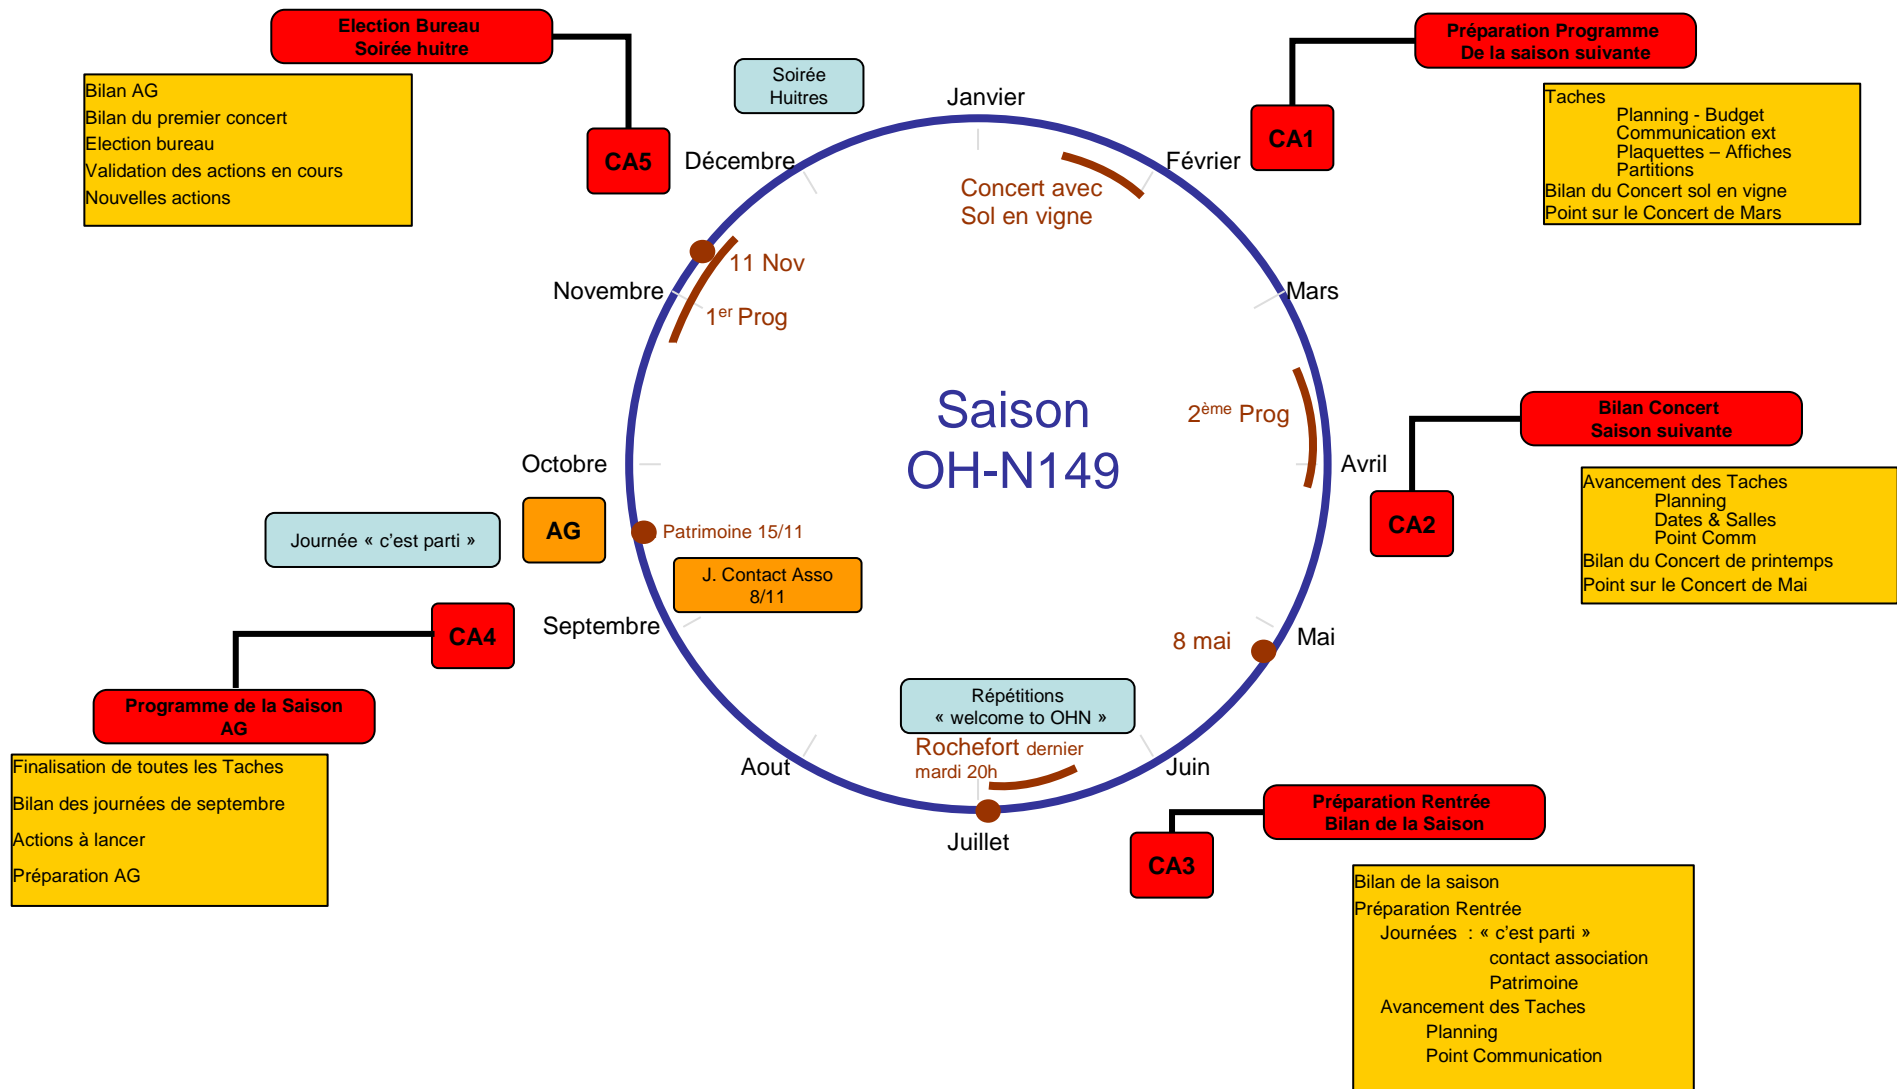 Election Bureau
Soirée huitre
Bilan AG
Bilan du premier concert
Election bureau
Validation des actions en cours
Nouvelles actions
CA5
Soirée
Huitres
Préparation Programme
De la saison suivante
CA1
Taches
Planning - Budget
Communication ext
Plaquettes – Affiches
Partitions
Bilan du Concert sol en vigne
Point sur le Concert de Mars
Janvier
Février
Mars
Avril
Mai
Juin
Juillet
Aout
Septembre
Octobre
Novembre
Décembre
Concert avec
Sol en vigne
11 Nov
1er Prog
Saison
OH-N149
2ème Prog
Bilan Concert
Saison suivante
CA2
Avancement des Taches
Planning
Dates & Salles
Point Comm
Bilan du Concert de printemps
Point sur le Concert de Mai
Journée « c'est parti »
AG
Patrimoine 15/11
J. Contact Asso
8/11
8 mai
Répétitions
« welcome to OHN »
Rochefort dernier
mardi 20h
CA4
Programme de la Saison
AG
Finalisation de toutes les Taches
Bilan des journées de septembre
Actions à lancer
Préparation AG
Préparation Rentrée
Bilan de la Saison
CA3
Bilan de la saison
Préparation Rentrée
Journées : « c'est parti »
contact association
Patrimoine
Avancement des Taches
Planning
Point Communication